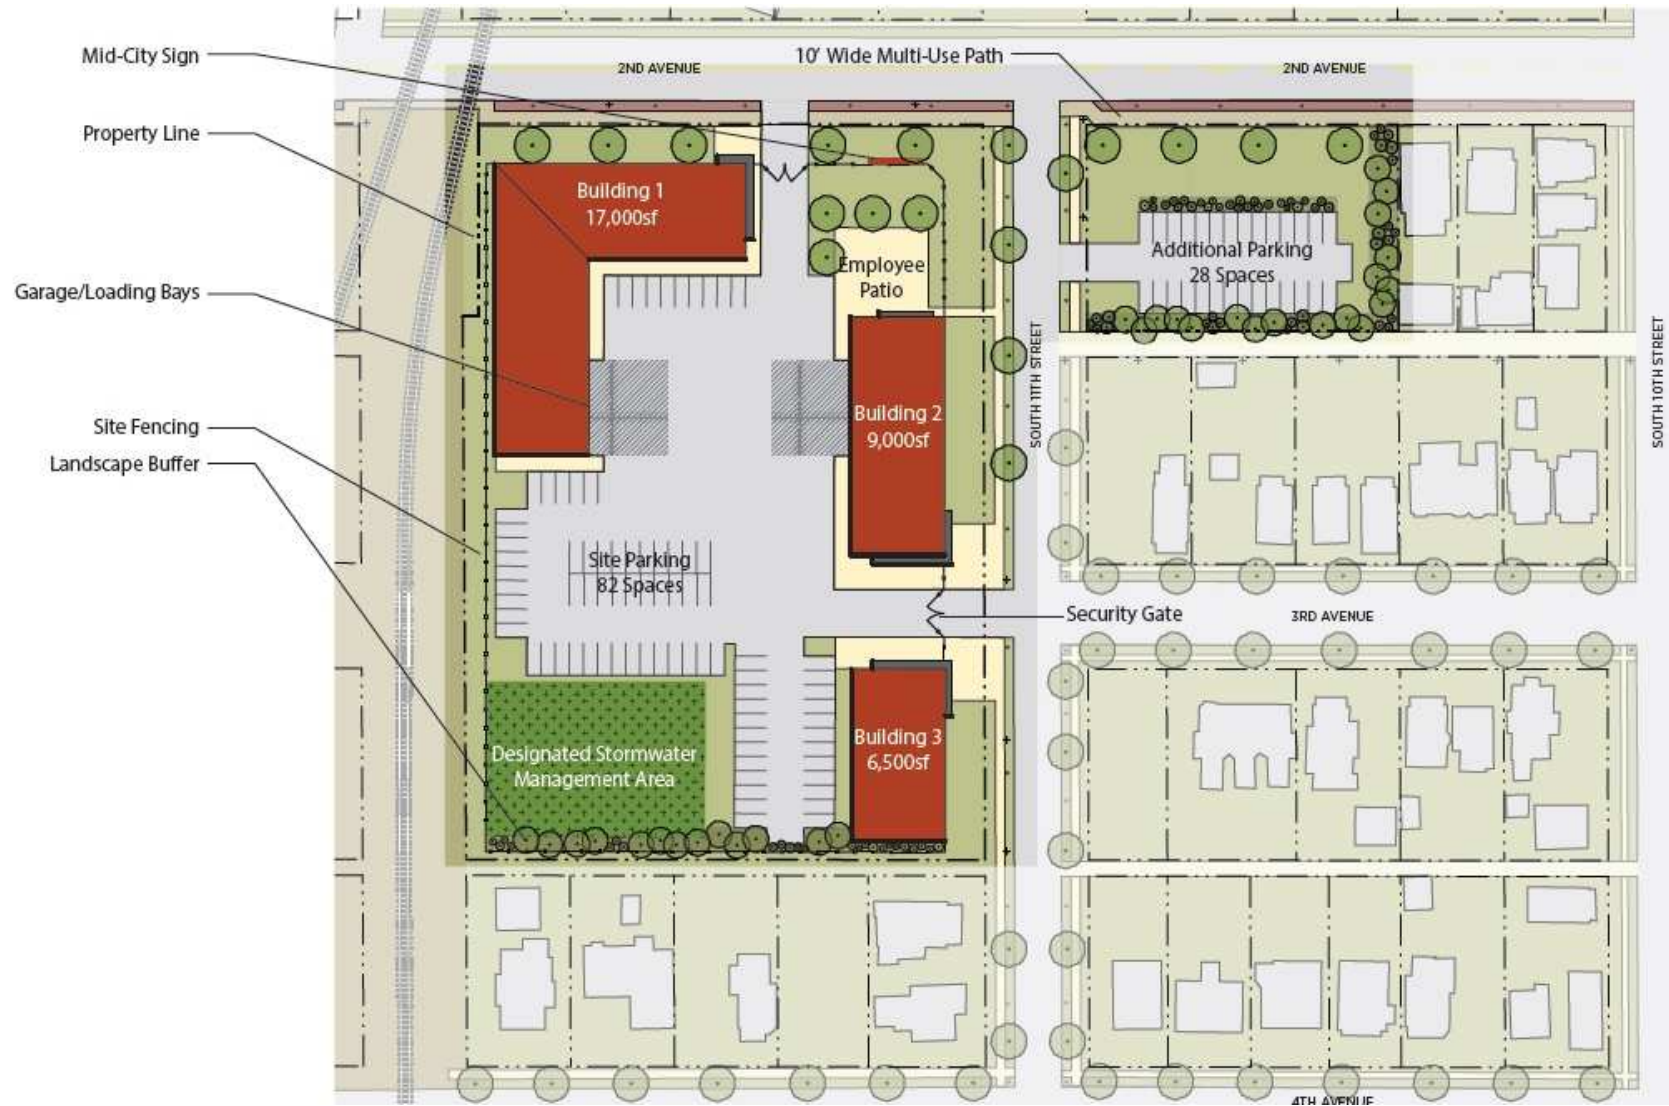 Mid-City Sign
10' Wide Multi-Use Path
2ND AVENUE
2ND AVENUE
Property Line
Building 1
17,000sf
Employee
Patio
Additional Parking
28 Spaces
Garage/Loading Bays
SOUTH 11TH STREET
SOUTH 10TH STREET
Building 2
9,000sf
Site Fencing
Landscape Buffer
Site Parking
82 Spaces
Security Gate
3RD AVENUE
Building 3
6,500sf
Designated Stormwater
Management Area
4TH AVENUE